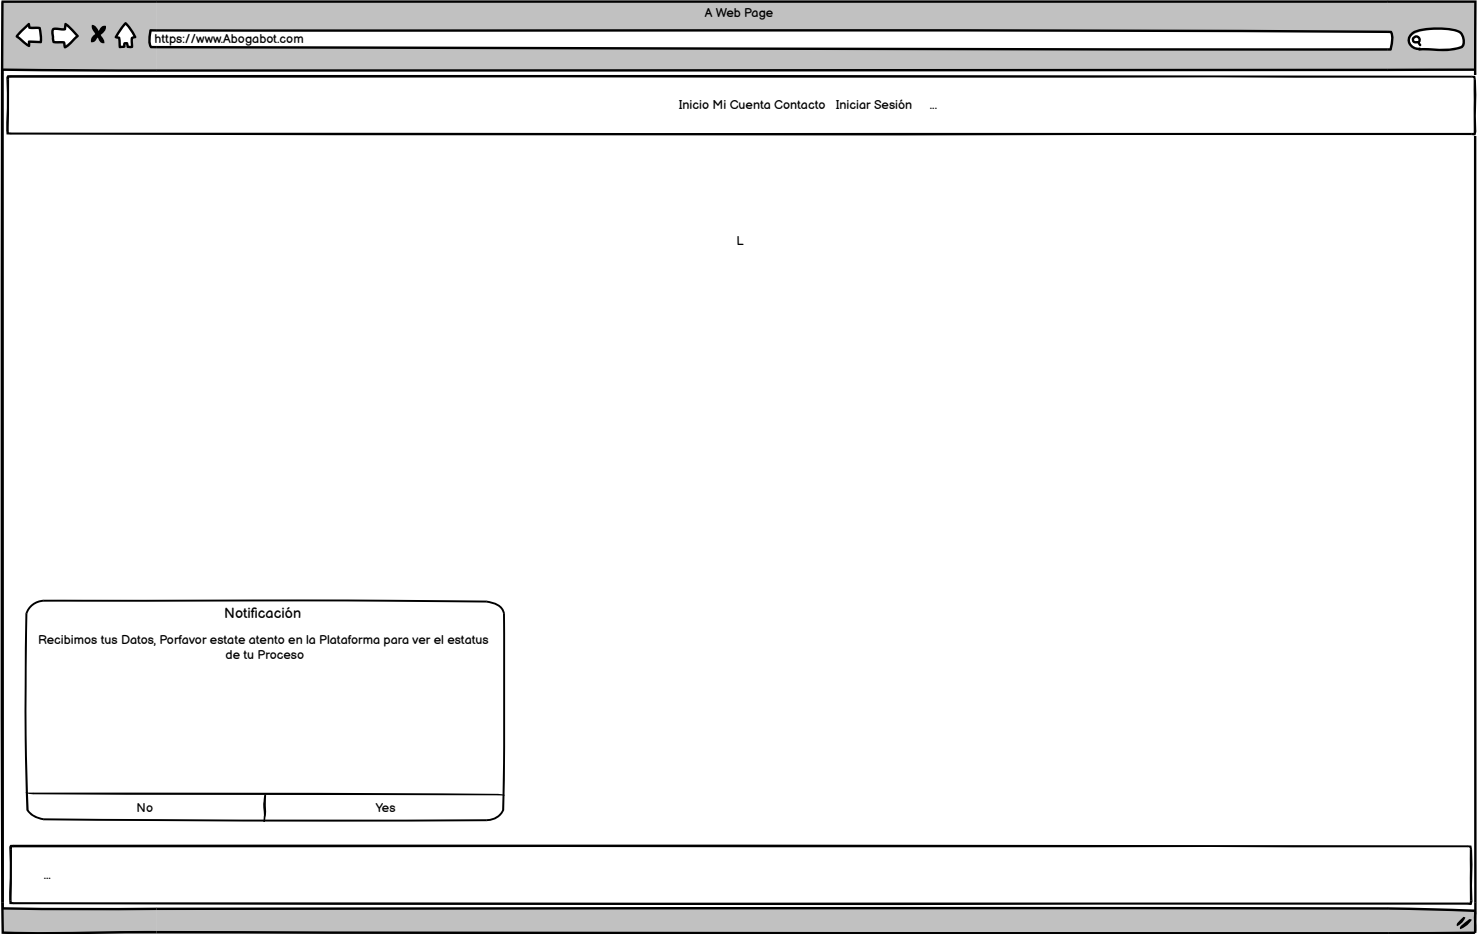 A Web Page
https://www.Abogabot.com
Inicio Mi Cuenta Contacto Iniciar Sesión ...
L
Notificación
Recibimos tus Datos, Porfavor estate atento en la Plataforma para ver el estatus
de tu Proceso
No Yes
...